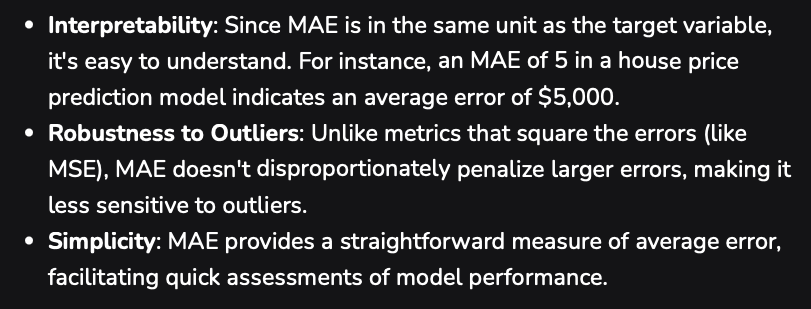 • Interpretability: Since MAE is in the same unit as the target variable,
it's easy to understand. For instance, an MAE of 5 in a house price
prediction model indicates an average error of $5,000.
• Robustness to Outliers: Unlike metrics that square the errors (like
MSE), MAE doesn't disproportionately penalize larger errors, making it
less sensitive to outliers.
• Simplicity: MAE provides a straightforward measure of average error,
facilitating quick assessments of model performance.